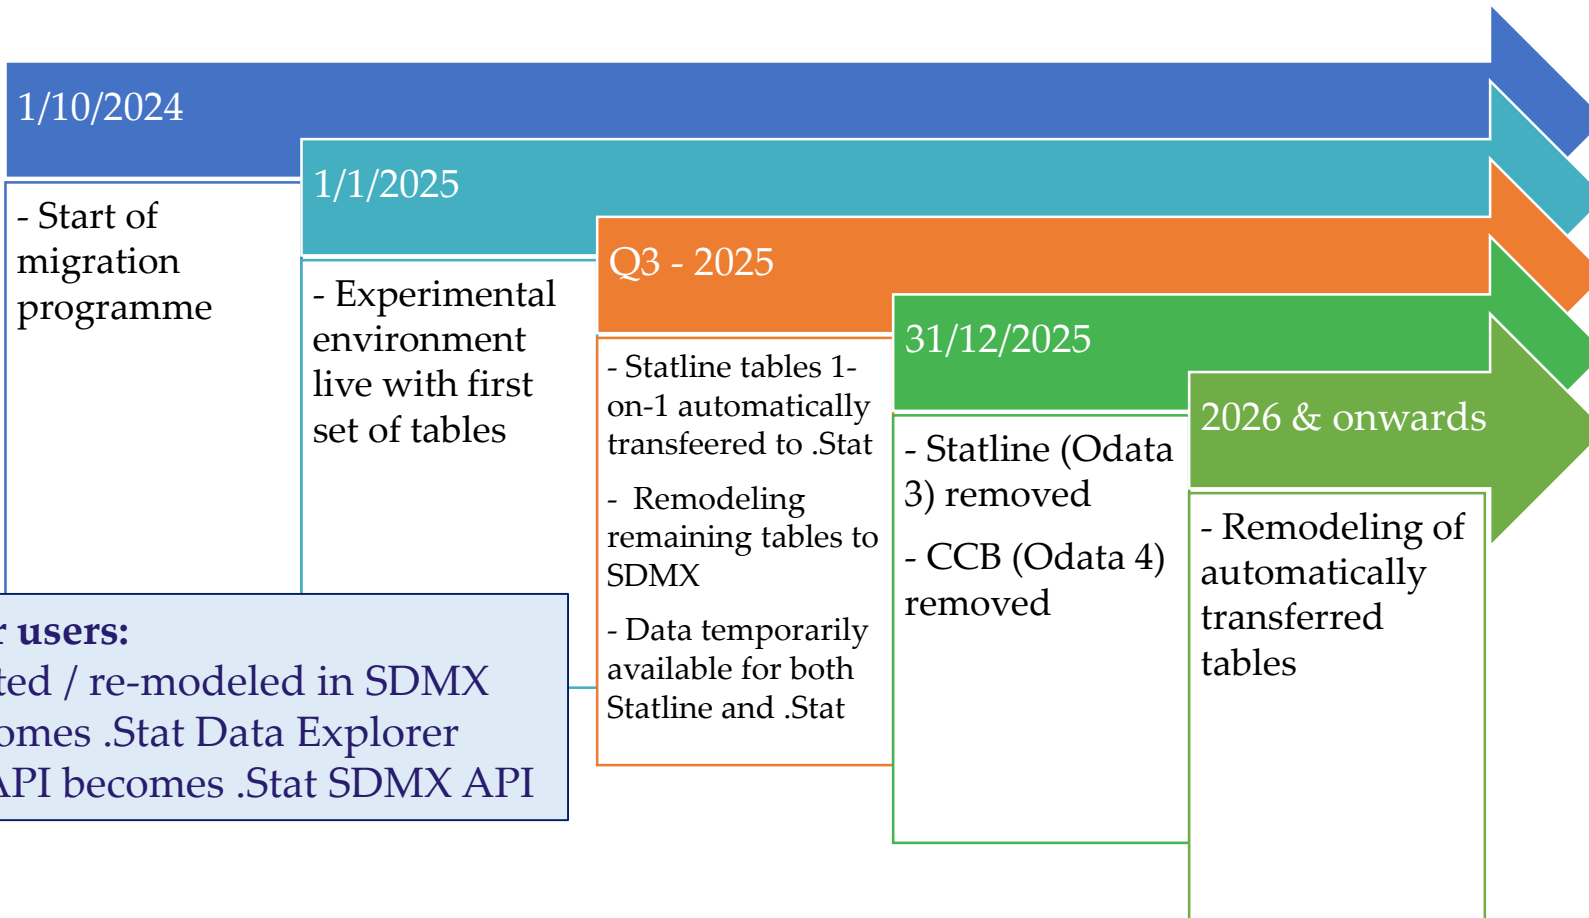 1/10/2024
- Start of
migration
programme
1/1/2025
- Experimental
environment
live with first
set of tables
Q3 - 2025
- Statline tables 1-
on-1 automatically
transfeered to .Stat
- Remodeling
remaining tables to
SDMX
- Data temporarily
available for both
Statline and .Stat
31/12/2025
- Statline (Odata
3) removed
- CCB (Odata 4)
removed
2026 & onwards
- Remodeling of
automatically
transferred
tables
users:
/ re-modeled in SDMX
.Stat Data Explorer
API becomes .Stat SDMX API